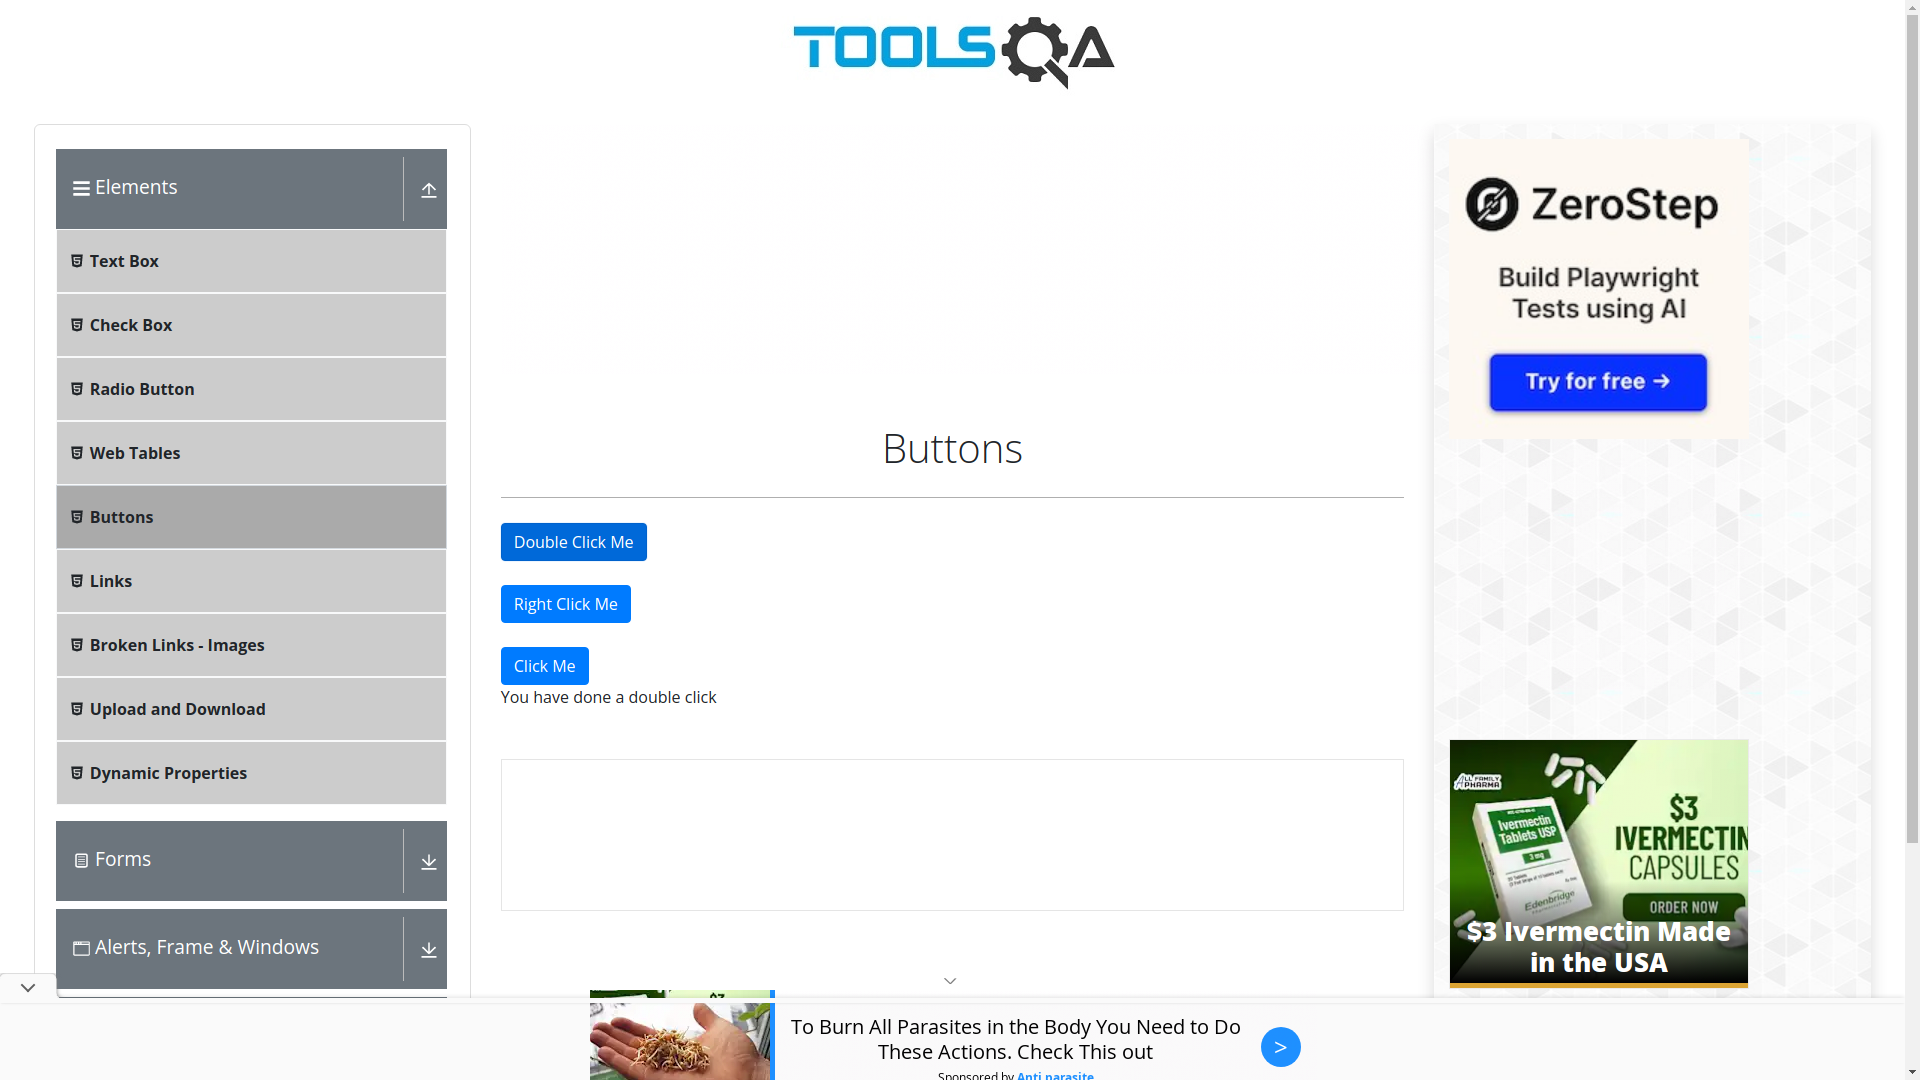 TOOLSQA
Elements
Text Box
Check Box
Radio Button
Web Tables
Buttons
Links
Broken Links - Images
Upload and Download
Dynamic Properties
Forms
Alerts, Frame & Windows
Buttons
Double Click Me
Right Click Me
Click Me
You have done a double click
ZeroStep
Build Playwright
Tests using AI
Try for free →
ALL FAMILY
PHARMA
Ivermectin
Tablets USP
3 mg
Edenbridge
$3
IVERMECTIN
CAPSULES
ORDER NOW
$3 Ivermectin Made
in the USA
To Burn All Parasites in the Body You Need to Do
These Actions. Check This out
>
Sponsored by Anti parasite